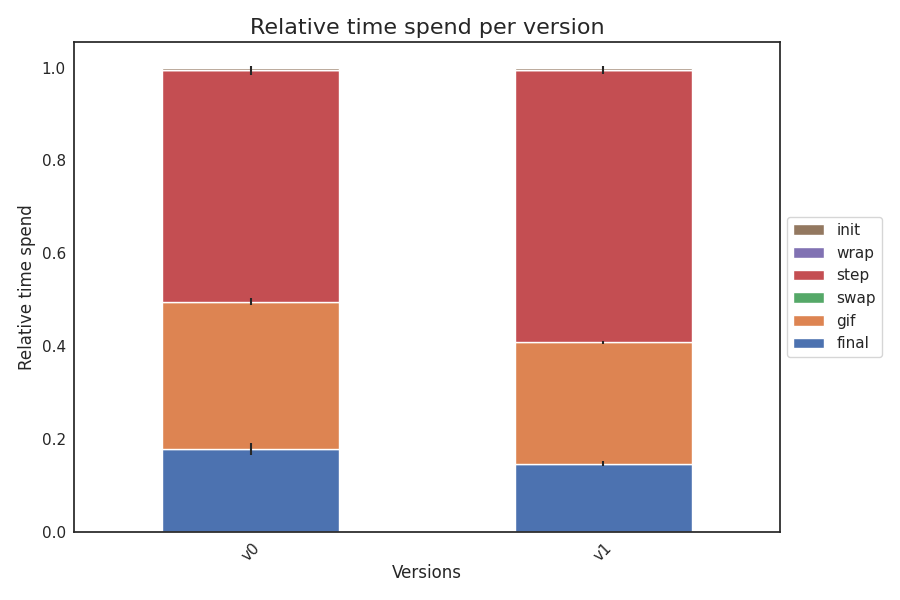 Relative time spend per version
Relative time spend
1.0
0.8
0.6
0.4
0.2
0.0
v0
v1
Versions
init
wrap
step
swap
gif
final